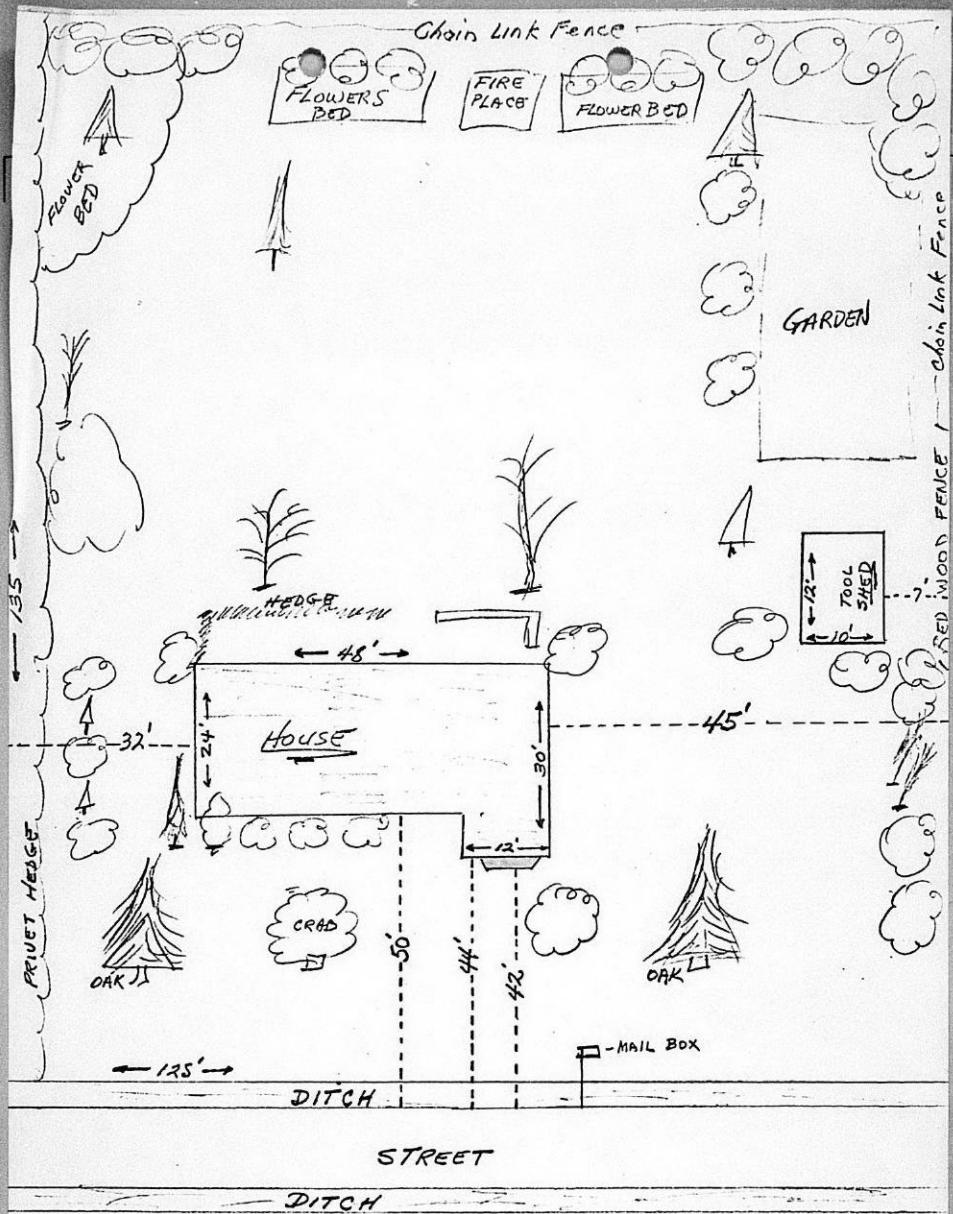 Chain Link Fence
FLOWERS
BED
FIRE
PLACE
FLOWER BED
FLOWER
BED
Chain Link Fence
GARDEN
RED WOOD FENCE
135
HEDGE
12'
TOOL
SHED
7'
10'
48'
32'
24'
HOUSE
30'
45'
12'
PRIVET HEDGE
CRAD
50'
44'
42'
OAK
OAK
MAIL BOX
125'
DITCH
STREET
DITCH